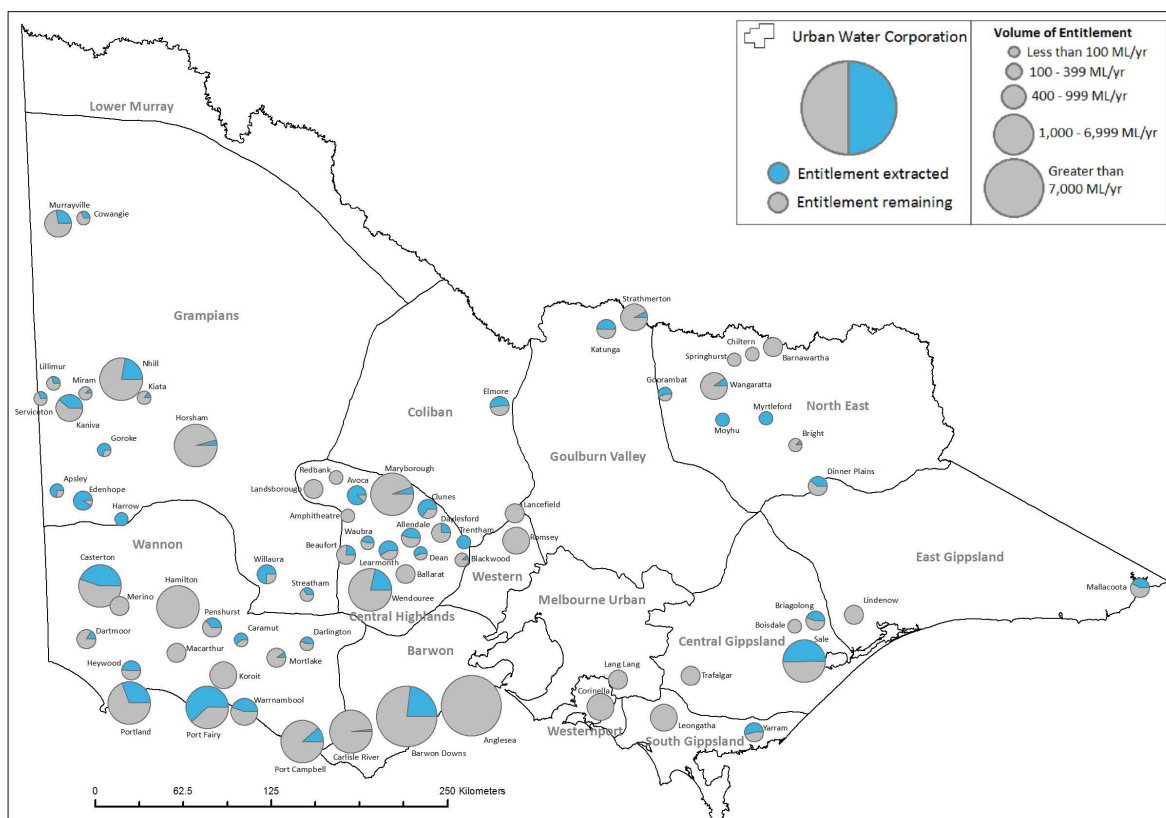 Urban Water Corporation
Entitlement extracted
Entitlement remaining
Volume of Entitlement
Less than 100 ML/yr
100 - 399 ML/yr
400 - 999 ML/yr
1,000 - 6,999 ML/yr
Greater than
7,000 ML/yr
Lower Murray
Murrayville
Cowangie
Grampians
Strathmerton
Katunga
Chiltern
Springhurst
Barnawartha
Lillimur
Nhill
Miram
Kiata
Serviceton
Kaniva
Goorambat
Wangaratta
Elmore
Coliban
North East
Horsham
Myrtleford
Moyhu
Goroke
Bright
Goulburn Valley
Redbank
Maryborough
Apsley
Avoca
Dinner Plains
Edenhope
Landsborough
Clunes
Harrow
Lancefield
Amphitheatre
Allendale
Daylesford
Trentham
Waubra
Romsey
Wannon
Beaufort
Dean
Blackwood
Casterton
Willaura
Learmonth
Ballarat
Western
East Gippsland
Hamilton
Streatham
Wendouree
Melbourne Urban
Mallacoota
Merino
Penshurst
Central Highlands
Briagolong
Lindenow
Boisdale
Dartmoor
Caramut
Darlington
Barwon
Central Gippsland
Sale
Macarthur
Mortlake
Heywood
Koroit
Lang Lang
Trafalgar
Corinella
Warrnambool
Portland
Port Fairy
Leongatha
Yarram
Westernport
South Gippsland
Anglesea
Barwon Downs
Carlisle River
Port Campbell
0 62.5 125 250 Kilometers